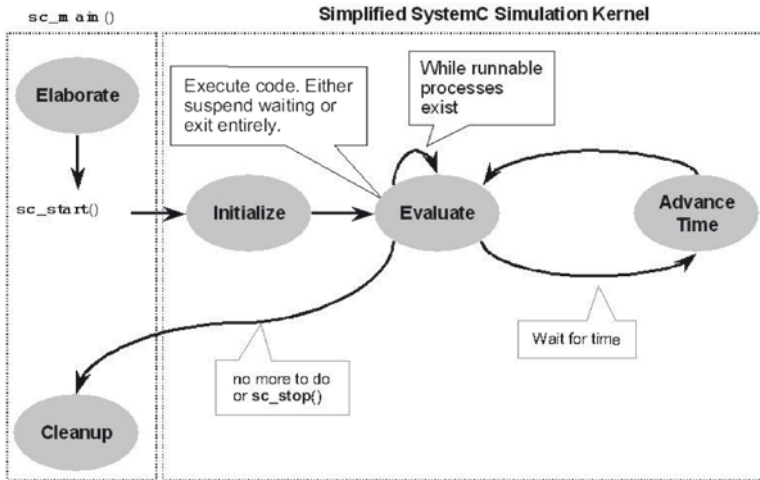 sc_main()
Simplified SystemC Simulation Kernel
Elaborate
Execute code. Either
suspend waiting or
exit entirely.
While runnable
processes
exist
sc_start()
Initialize
Evaluate
Advance
Time
Wait for time
no more to do
or sc_stop()
Cleanup